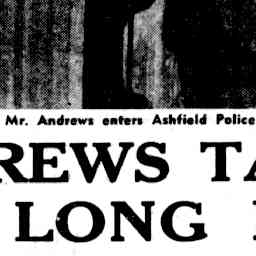 Mr. Andrews enters Ashfield Police
REWS TA
LONG